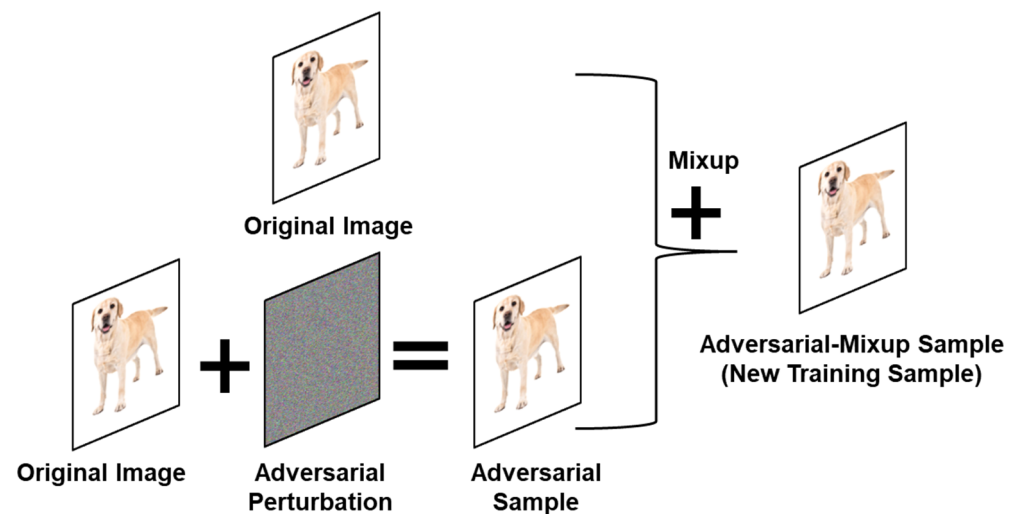 Original Image
Mixup
Adversarial-Mixup Sample
(New Training Sample)
Original Image
Adversarial
Perturbation
Adversarial
Sample